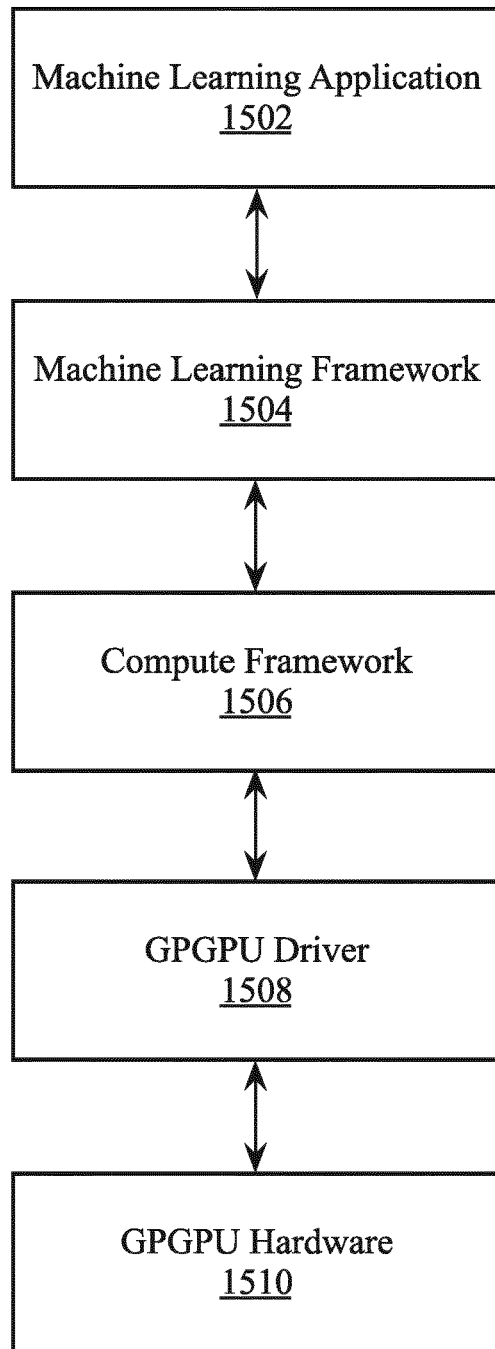 Machine Learning Application
1502
Machine Learning Framework
1504
Compute Framework
1506
GPGPU Driver
1508
GPGPU Hardware
1510